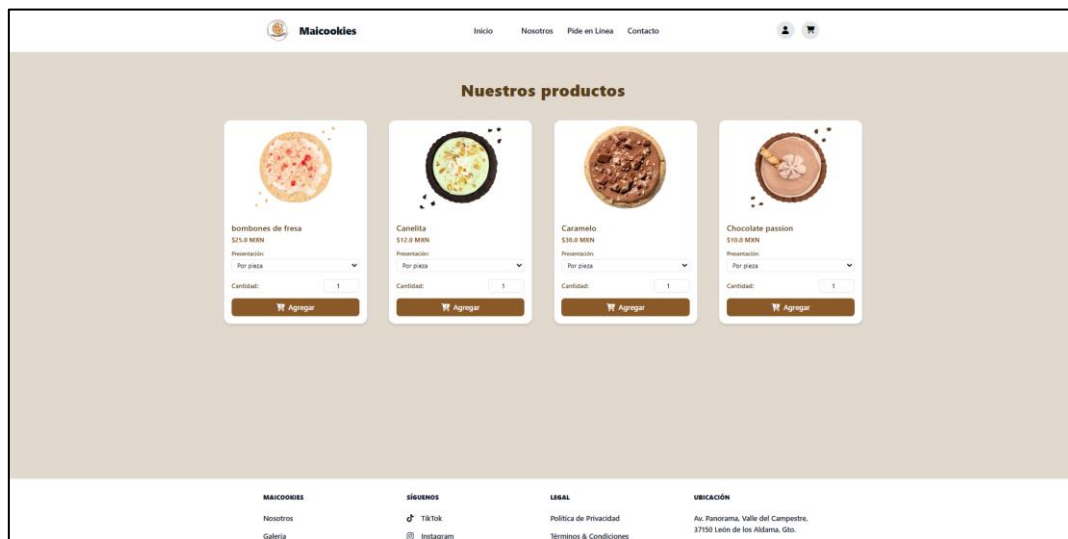 Maicookies Inicio Nosotros Pide en Linea Contacto
Nuestros productos
bombones de fresa
$25.0 MXN
Presentación:
Por pieza
Cantidad: 1
Agregar
Canelita
$12.0 MXN
Presentación:
Por pieza
Cantidad: 1
Agregar
Caramelo
$30.0 MXN
Presentación:
Por pieza
Cantidad: 1
Agregar
Chocolate passion
$10.0 MXN
Presentación:
Por pieza
Cantidad: 1
Agregar
MAICOOKIES
Nosotros
Galería
SÍGUENOS
TikTok
Instagram
LEGAL
Política de Privacidad
Términos & Condiciones
UBICACIÓN
Av. Panorama, Valle del Campestre,
37150 León de los Aldama, Gto.